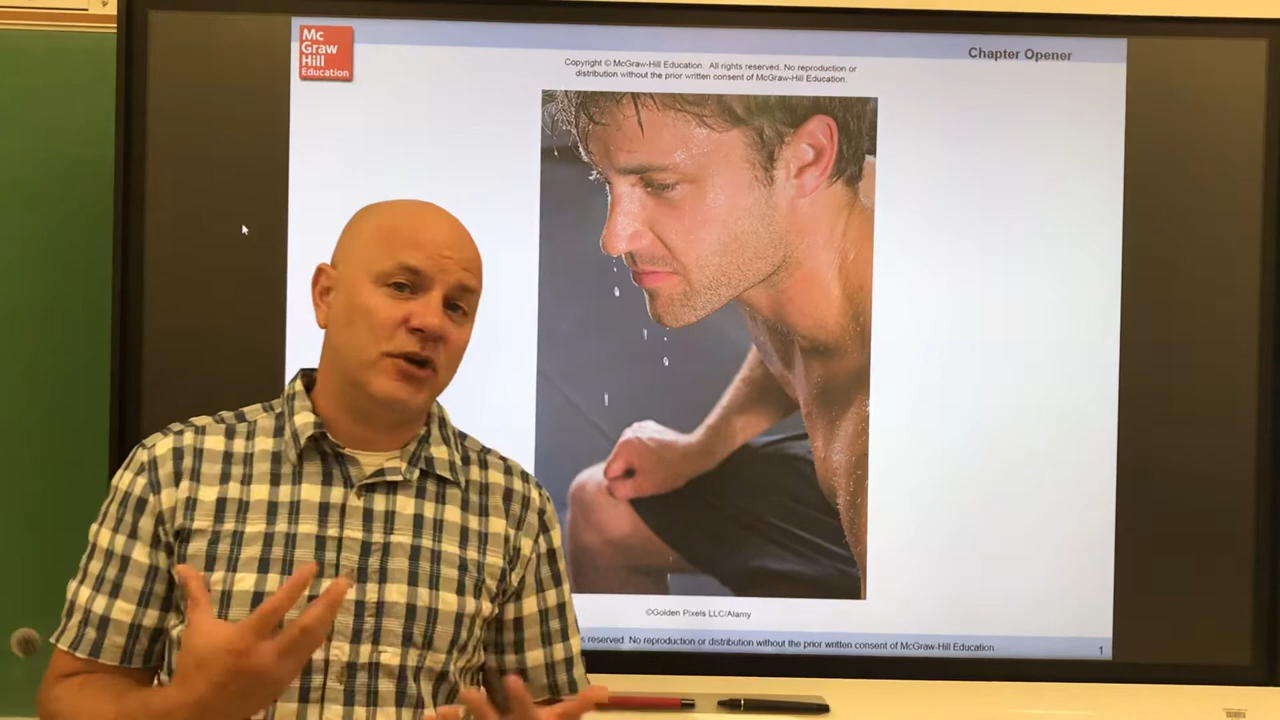 Mc
Graw
Hill
Education
Chapter Opener
Copyright © McGraw-Hill Education. All rights reserved. No reproduction or
distribution without the prior written consent of McGraw-Hill Education.
©Golden Pixels LLC/Alamy
s reserved. No reproduction or distribution without the prior written consent of McGraw-Hill Education
1